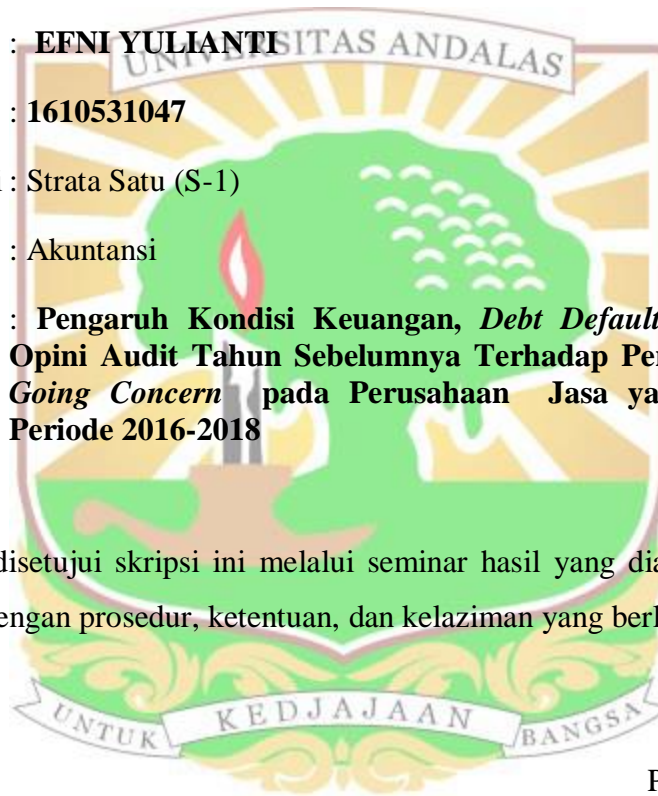 : EFNI YULIANTI
UNIVERSITAS ANDALAS
: 1610531047
: Strata Satu (S-1)
: Akuntansi
: Pengaruh Kondisi Keuangan, Debt Default
Opini Audit Tahun Sebelumnya Terhadap
Going Concern pada Perusahaan Jasa
Periode 2016-2018
disetujui skripsi ini melalui seminar hasil yang
dengan prosedur, ketentuan, dan kelaziman yang
UNTUK KEDJAJAAN BANGSA